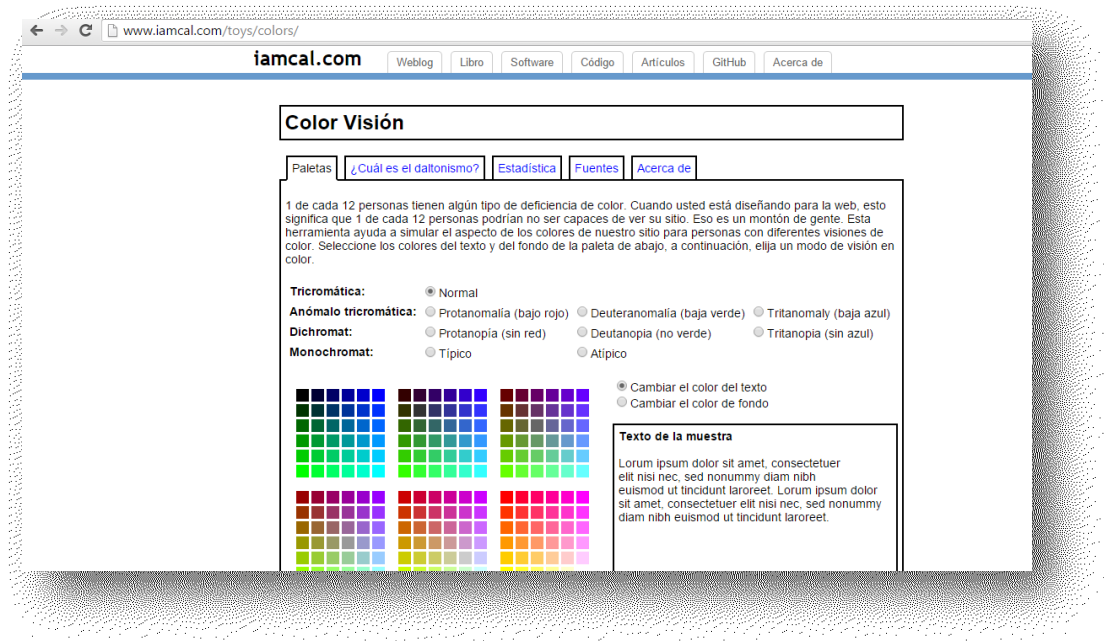 www.iamcal.com/toys/colors/
iamcal.com Weblog Libro Software Código Artículos GitHub Acerca de
Color Visión
Paletas ¿Cuál es el daltonismo? Estadística Fuentes Acerca de
1 de cada 12 personas tienen algún tipo de deficiencia de color. Cuando usted está diseñando para la web, esto
significa que 1 de cada 12 personas podrían no ser capaces de ver su sitio. Eso es un montón de gente. Esta
herramienta ayuda a simular el aspecto de los colores de nuestro sitio para personas con diferentes visiones de
color. Seleccione los colores del texto y del fondo de la paleta de abajo, a continuación, elija un modo de visión en
color.
Tricromática: Normal
Anómalo tricromática: Protanomalía (bajo rojo) Deuteranomalía (baja verde) Tritanomaly (baja azul)
Dichromat: Protanopía (sin red) Deutanopia (no verde) Tritanopia (sin azul)
Monochromat: Típico Atípico
Cambiar el color del texto
Cambiar el color de fondo
Texto de la muestra
Lorum ipsum dolor sit amet, consectetuer
elit nisi nec, sed nonummy diam nibh
euismod ut tincidunt laroreet. Lorum ipsum dolor
sit amet, consectetuer elit nisi nec, sed nonummy
diam nibh euismod ut tincidunt laroreet.